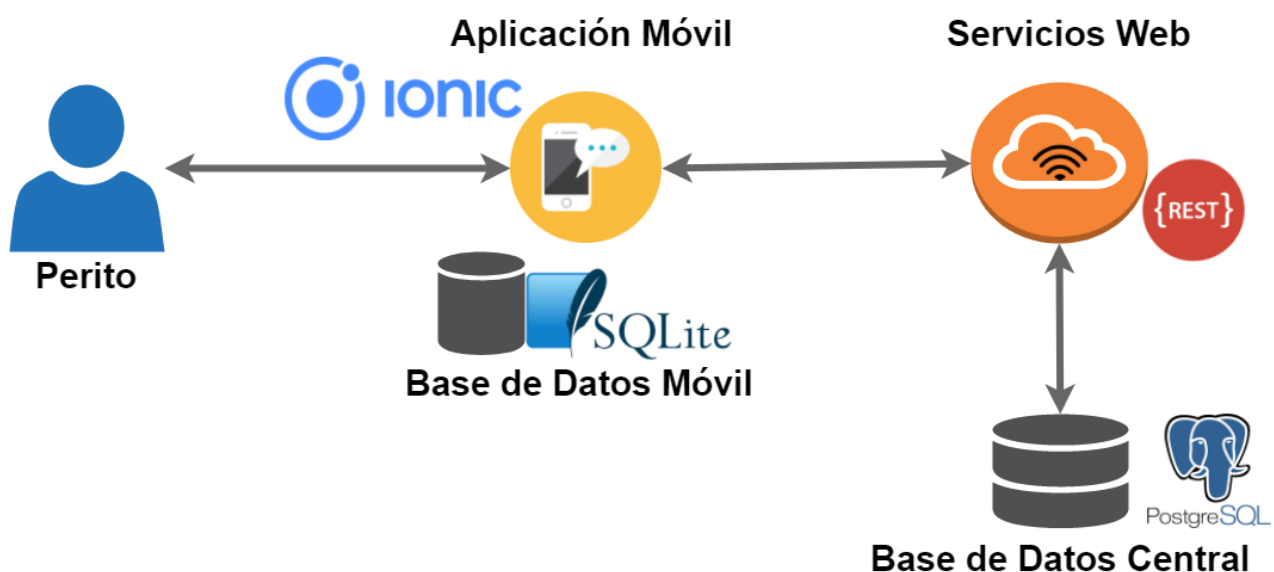 Aplicación Móvil
Servicios Web
IONIC
{REST}
Perito
SQLite
Base de Datos Móvil
PostgreSQL
Base de Datos Central